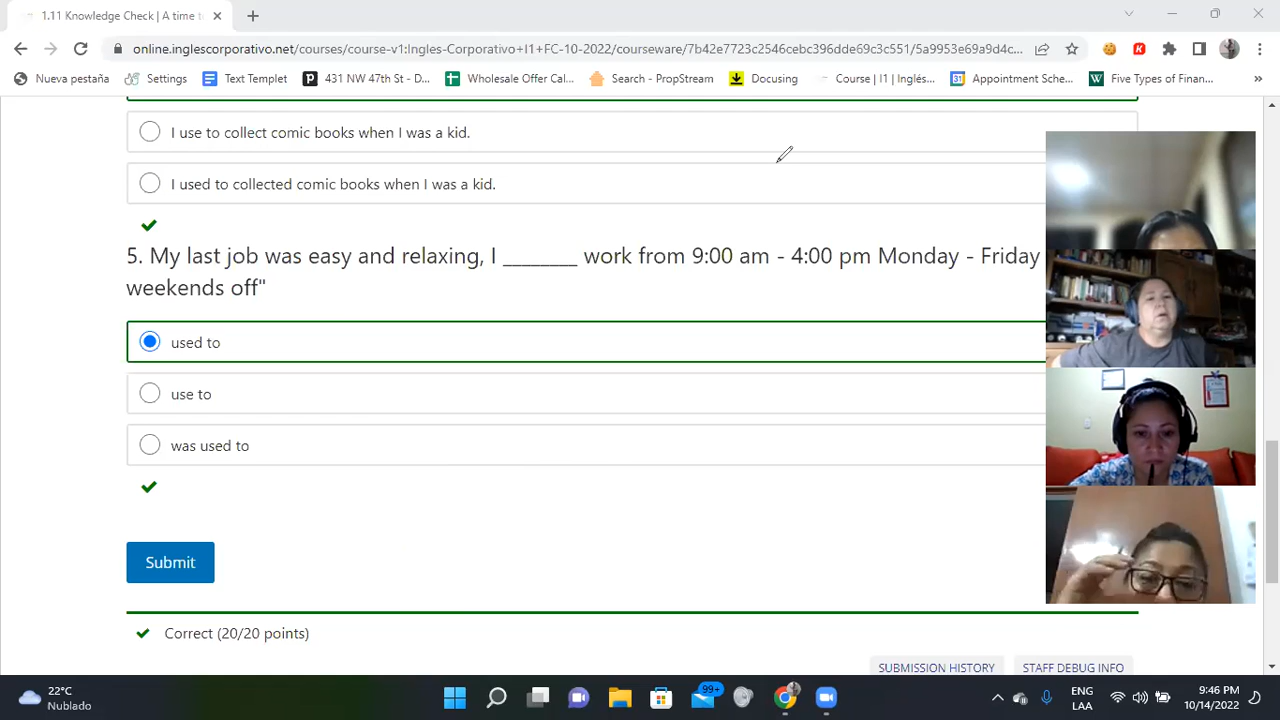 1.11 Knowledge Check | A time t
online.inglescorporativo.net/courses/course-v1:Ingles-Corporativo+I1+FC-10-2022/courseware/7b42e7723c2546cebc396dde69c3c551/5a9953e69a9d4c...
Nueva pestaña Settings Text Templet 431 NW 47th St - D... Wholesale Offer Cal... Search - PropStream Docusing Course | I1 | Inglés... Appointment Sche... Five Types of Finan... »
I use to collect comic books when I was a kid.
I used to collected comic books when I was a kid.
5. My last job was easy and relaxing, I ________ work from 9:00 am - 4:00 pm Monday - Friday
weekends off"
used to
use to
was used to
Submit
Correct (20/20 points)
SUBMISSION HISTORY STAFF DEBUG INFO
22°C
Nublado
99+
ENG
LAA
9:46 PM
10/14/2022